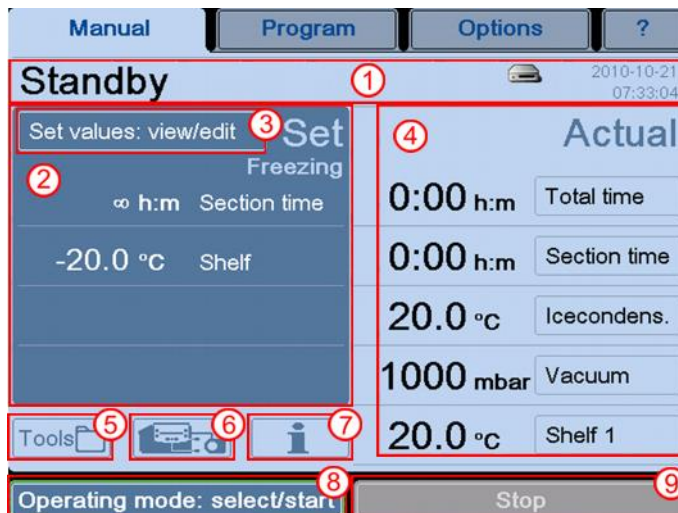 Manual Program Options ?
Standby 1 2010-10-21
07:33:04
Set values: view/edit 3 Set 4 Actual
2 Freezing
∞ h:m Section time 0:00 h:m Total time
-20.0 °C Shelf 0:00 h:m Section time
20.0 °C Icecondens.
1000 mbar Vacuum
Tools 5 6 i 7 20.0 °C Shelf 1
Operating mode: select/start 8 Stop 9